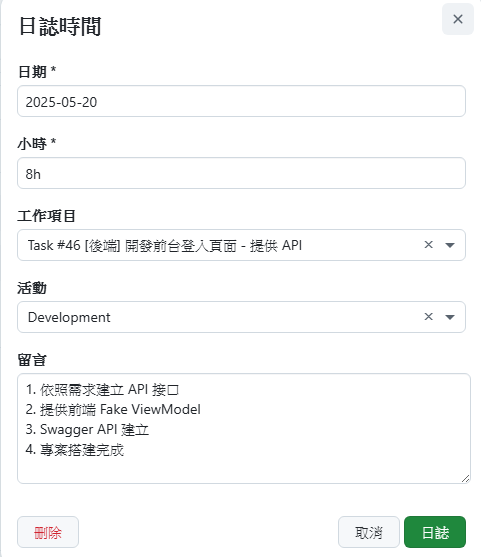 日誌時間
日期 *
2025-05-20
小時 *
8h
工作項目
Task #46 [後端] 開發前台登入頁面 - 提供 API
活動
Development
留言
1. 依照需求建立 API 接口
2. 提供前端 Fake ViewModel
3. Swagger API 建立
4. 專案搭建完成
刪除 取消 日誌